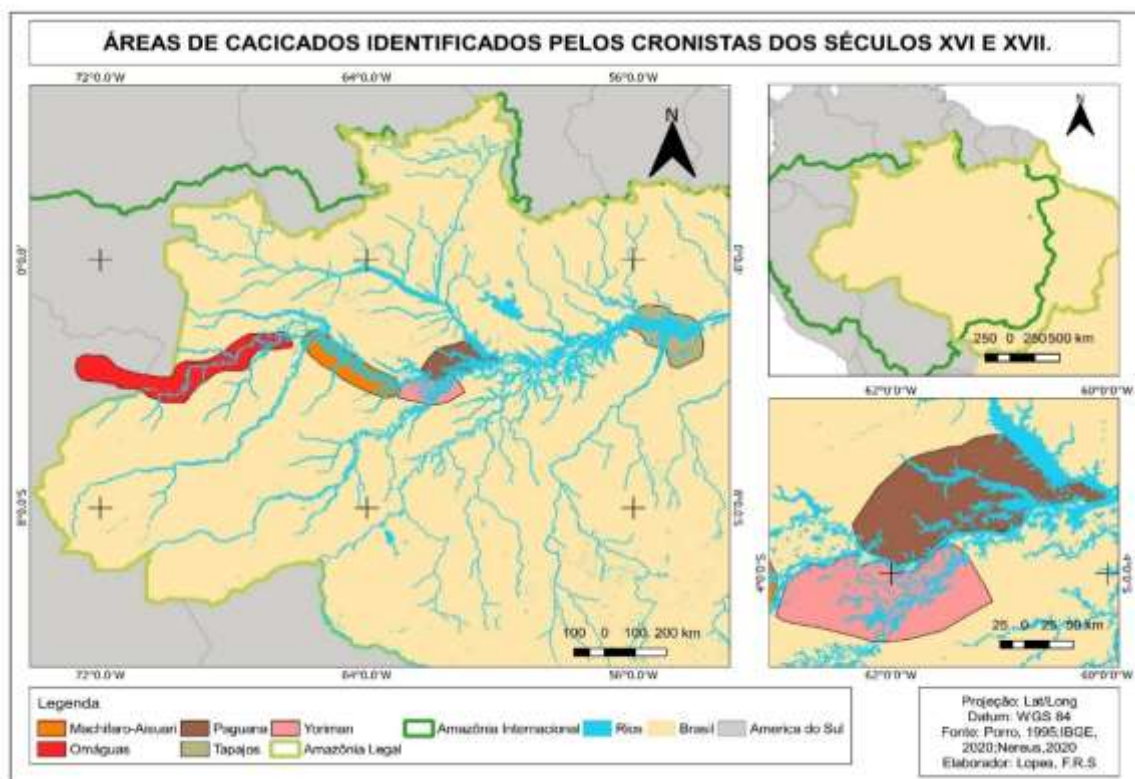 ÁREAS DE CACICADOS IDENTIFICADOS PELOS CRONISTAS DOS SÉCULOS XVI E XVII.
72°0.0'W 64°0.0'W 56°0.0'W
N
N
0°0.0' 0°0.0'
8°0.0'S 8°0.0'S
100 0 100 200 km
72°0.0'W 64°0.0'W 56°0.0'W
250 0 250500 km
62°0.0'W 60°0.0'W
4°0.0'S 4°0.0'S
25 0 25 50 km
62°0.0'W 60°0.0'W
Legenda
Machifaro-Aisuari Paguana Yoriman Amazônia Internacional Rios Brasil America do Sul
Omáguas Tapajos Amazônia Legal
Projeção: Lat/Long
Datum: WGS 84
Fonte: Porro, 1995;IBGE,
2020;Nereus,2020
Elaborador: Lopes, F.R.S